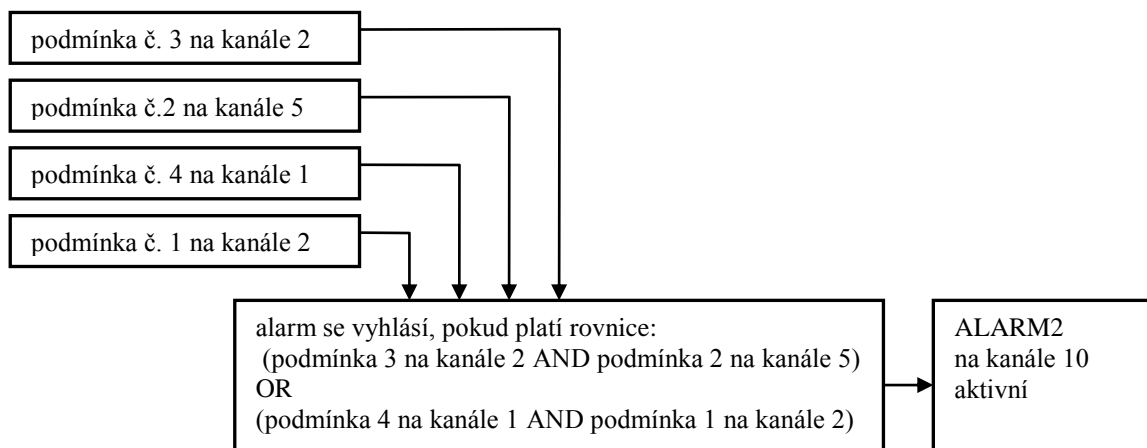 podmínka č. 3 na kanále 2
podmínka č.2 na kanále 5
podmínka č. 4 na kanále 1
podmínka č. 1 na kanále 2
alarm se vyhlásí, pokud platí rovnice:
(podmínka 3 na kanále 2 AND podmínka 2 na kanále 5)
OR
(podmínka 4 na kanále 1 AND podmínka 1 na kanále 2)
ALARM2
na kanále 10
aktivní